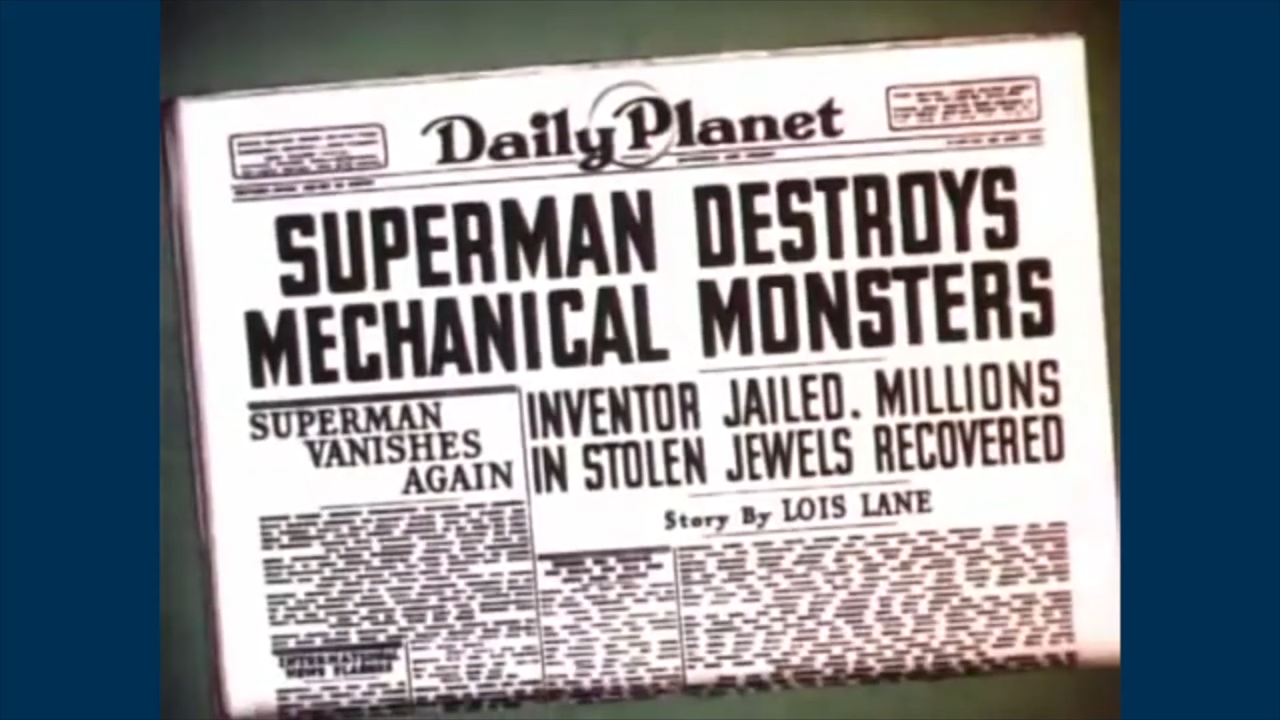 Daily Planet
SUPERMAN DESTROYS
MECHANICAL MONSTERS
SUPERMAN
VANISHES
AGAIN
INVENTOR JAILED. MILLIONS
IN STOLEN JEWELS RECOVERED
Story By LOIS LANE